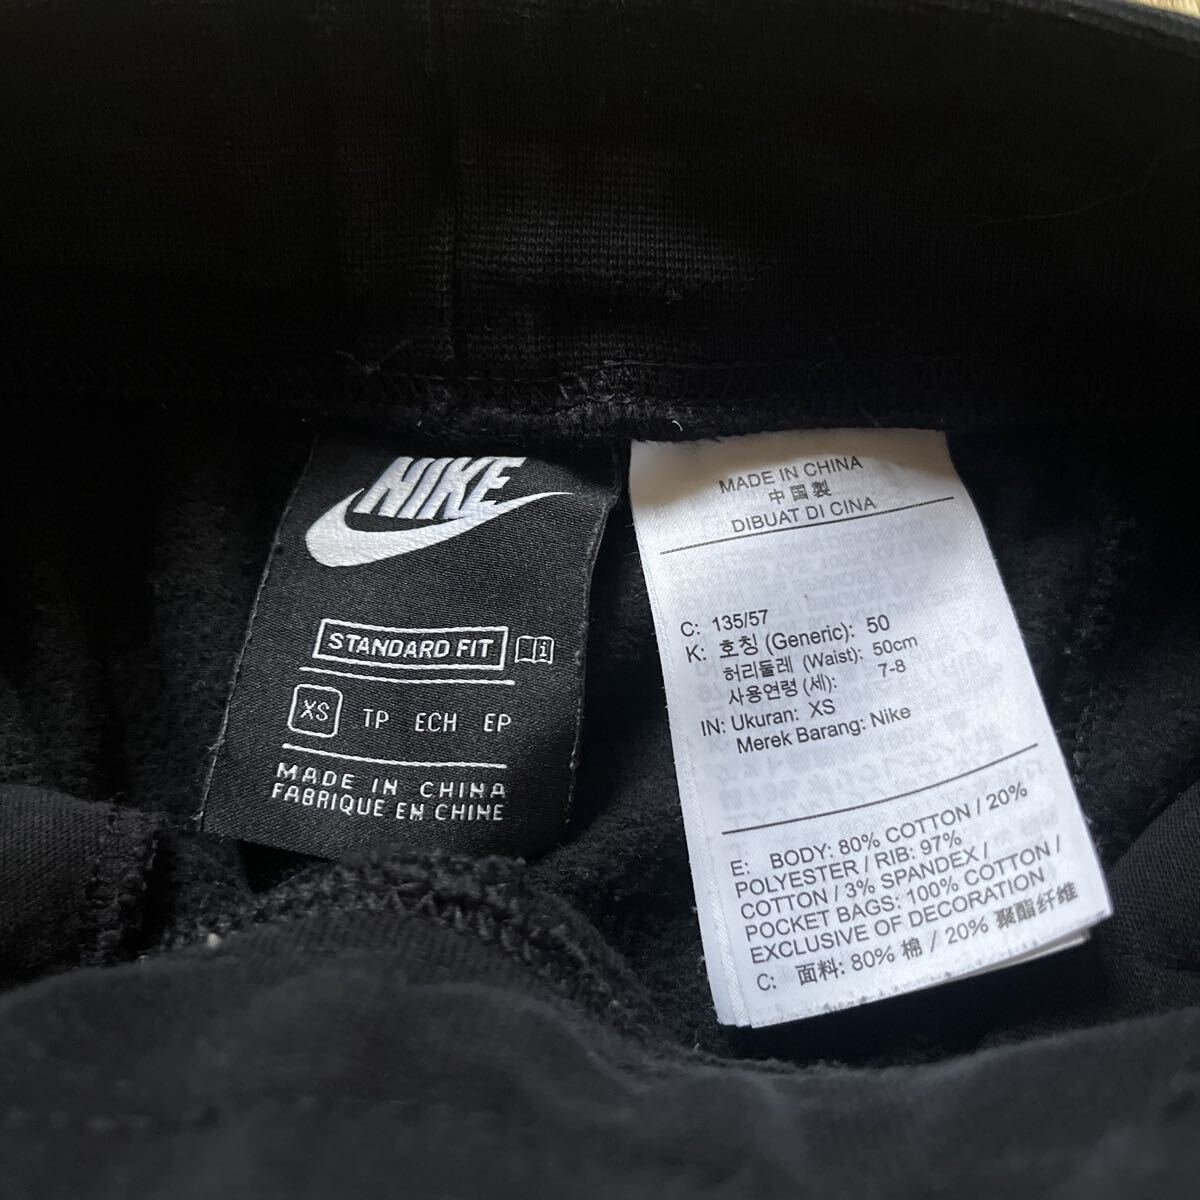 NIKE
STANDARD FIT
XS TP ECH EP
MADE IN CHINA
FABRIQUE EN CHINE
MADE IN CHINA
中国製
DIBUAT DI CINA
C: 135/57
K: 호칭 (Generic): 50
허리둘레 (Waist): 50cm
사용연령 (세): 7-8
IN: Ukuran: XS
Merek Barang: Nike
E: BODY: 80% COTTON / 20%
POLYESTER / RIB: 97%
COTTON / 3% SPANDEX /
POCKET BAGS: 100% COTTON /
EXCLUSIVE OF DECORATION
C: 面料: 80% 棉 / 20% 聚酯纤维